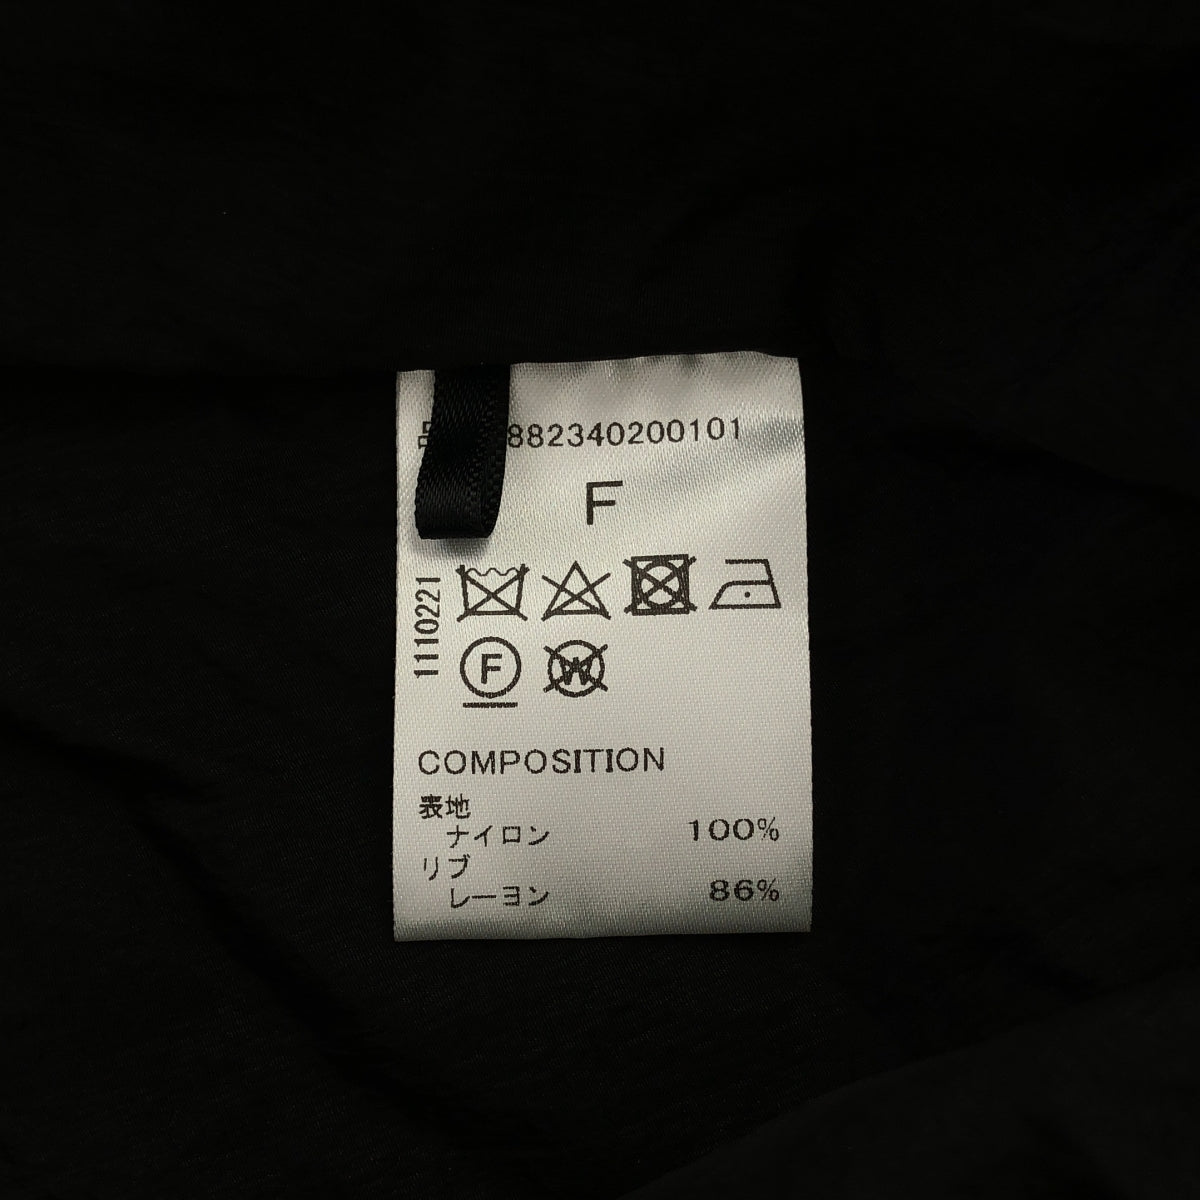 882340200101
F
1110221
F
W
COMPOSITION
表地
ナイロン 100%
リブ
レーヨン 86%